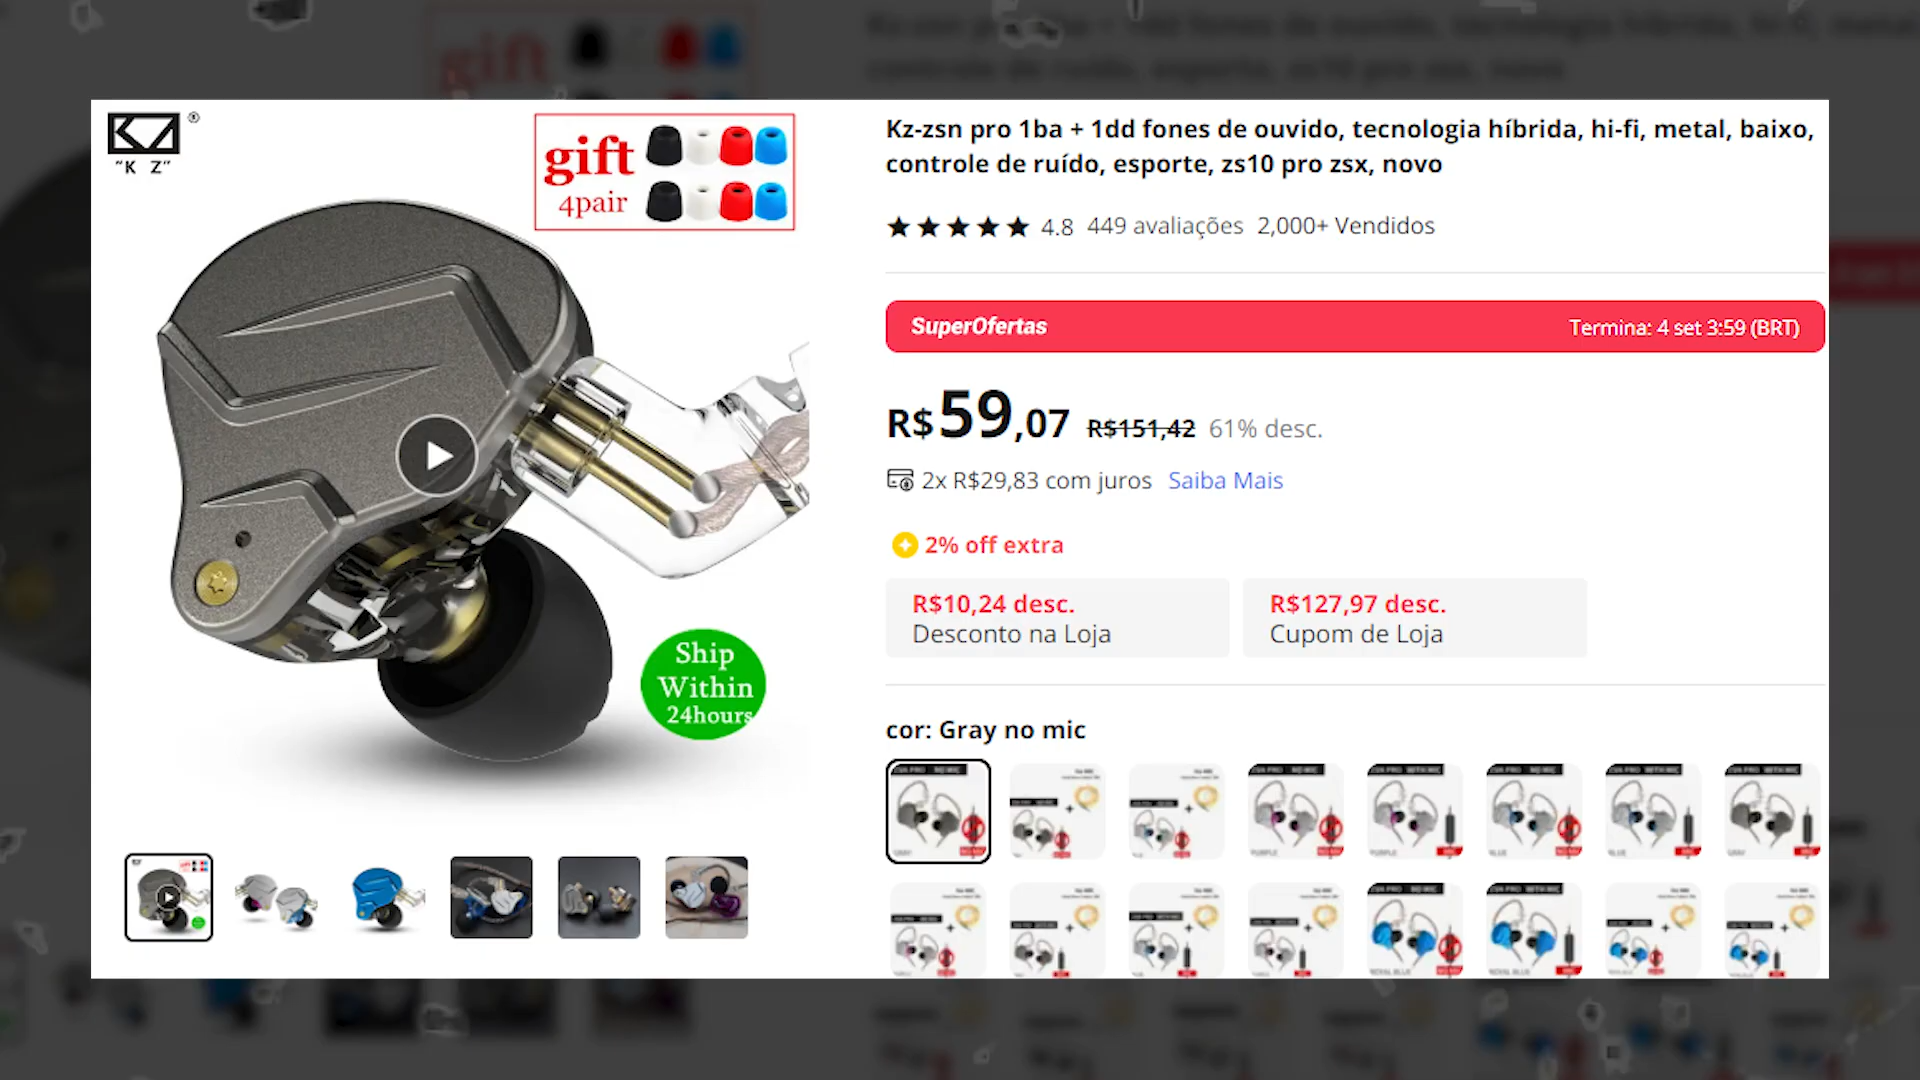 KZ ®
"K Z"
gift
4pair
Ship
Within
24hours
Kz-zsn pro 1ba + 1dd fones de ouvido, tecnologia híbrida, hi-fi, metal, baixo,
controle de ruído, esporte, zs10 pro zsx, novo
4.8 449 avaliações 2,000+ Vendidos
SuperOfertas
Termina: 4 set 3:59 (BRT)
R$59,07 R$151,42 61% desc.
2x R$29,83 com juros Saiba Mais
2% off extra
R$10,24 desc.
Desconto na Loja
R$127,97 desc.
Cupom de Loja
cor: Gray no mic